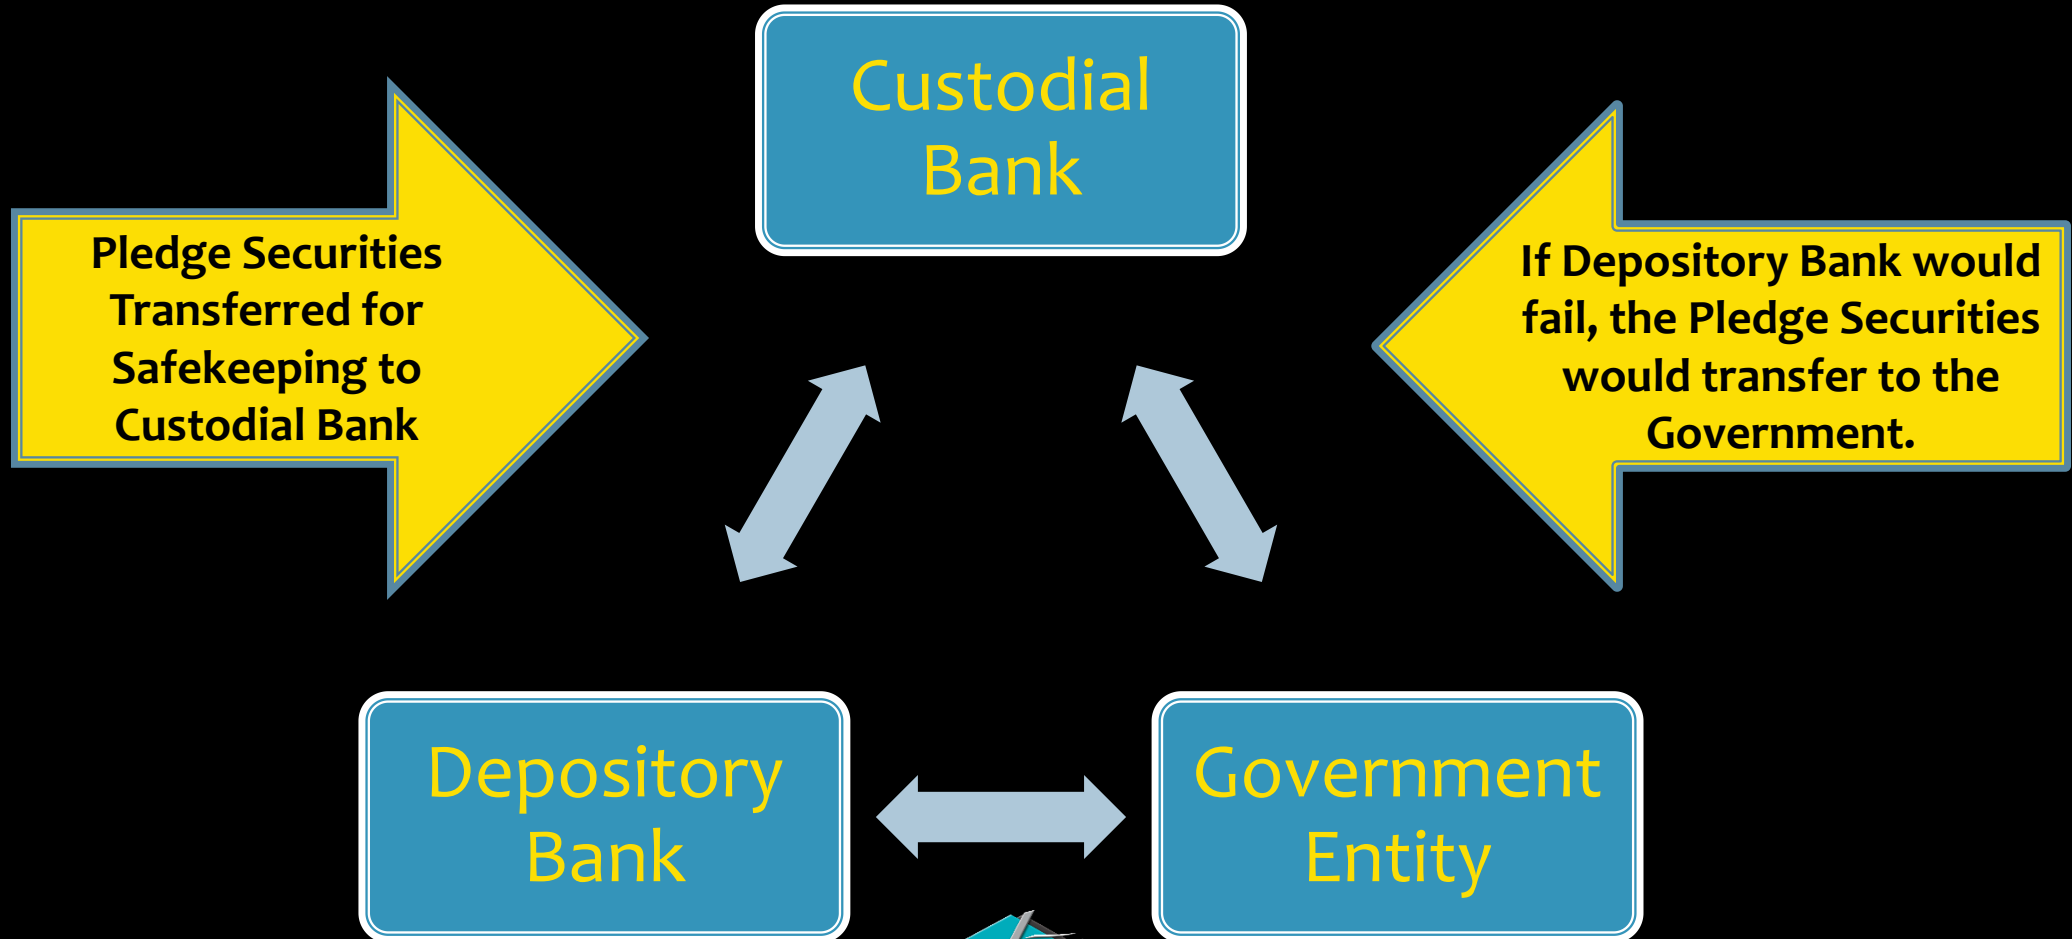 Custodial
Bank
Pledge Securities
Transferred for
Safekeeping to
Custodial Bank
If Depository Bank would
fail, the Pledge Securities
would transfer to the
Government.
Depository
Bank
Government
Entity